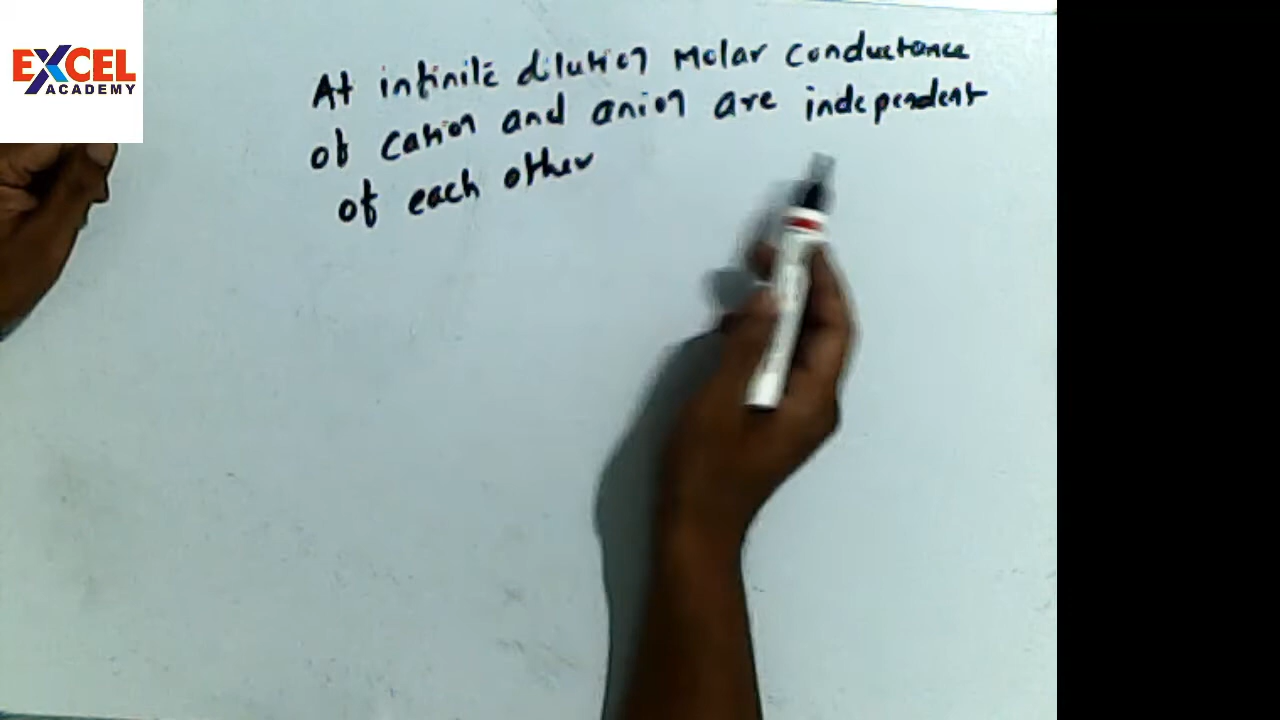 EXCEL
ACADEMY
At infinite dilution Molar conductance
of cation and anion are independent
of each other